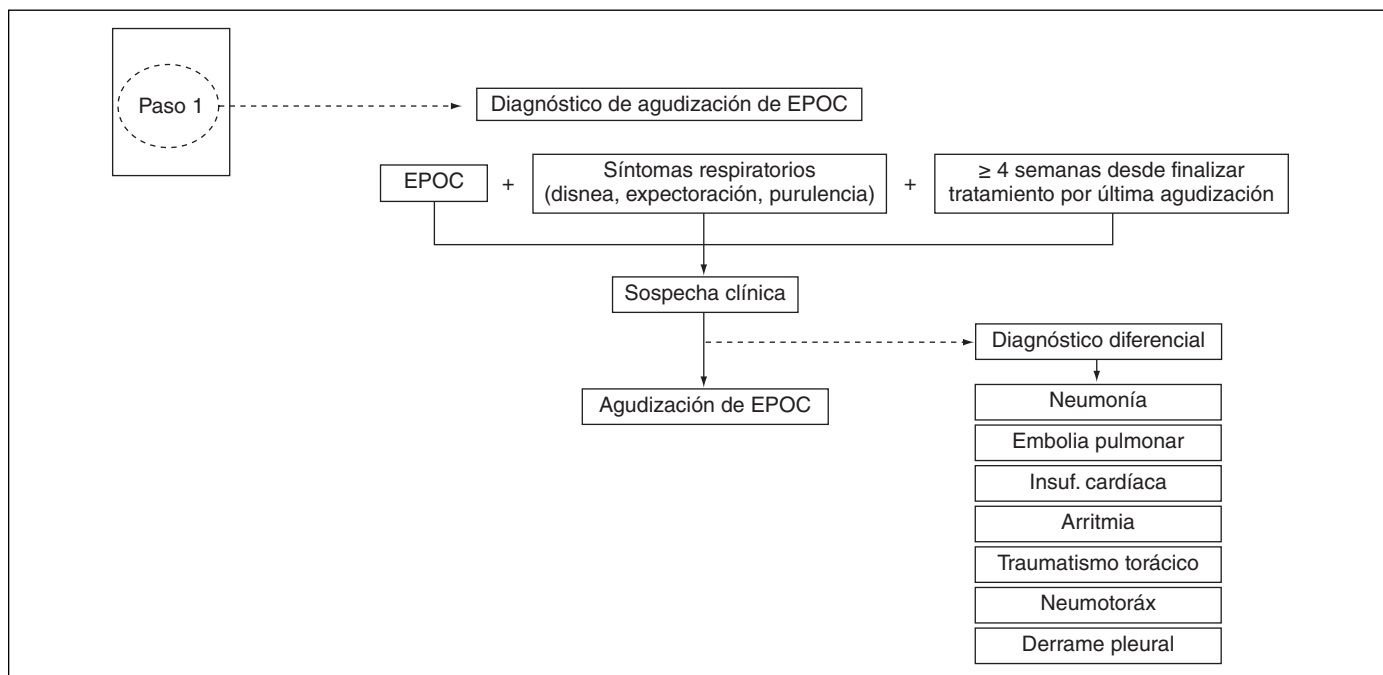 Paso 1
Diagnóstico de agudización de EPOC
EPOC
+
Síntomas respiratorios
(disnea, expectoración, purulencia)
+
≥ 4 semanas desde finalizar
tratamiento por última agudización
Sospecha clínica
Diagnóstico diferencial
Agudización de EPOC
Neumonía
Embolia pulmonar
Insuf. cardíaca
Arritmia
Traumatismo torácico
Neumotoráx
Derrame pleural